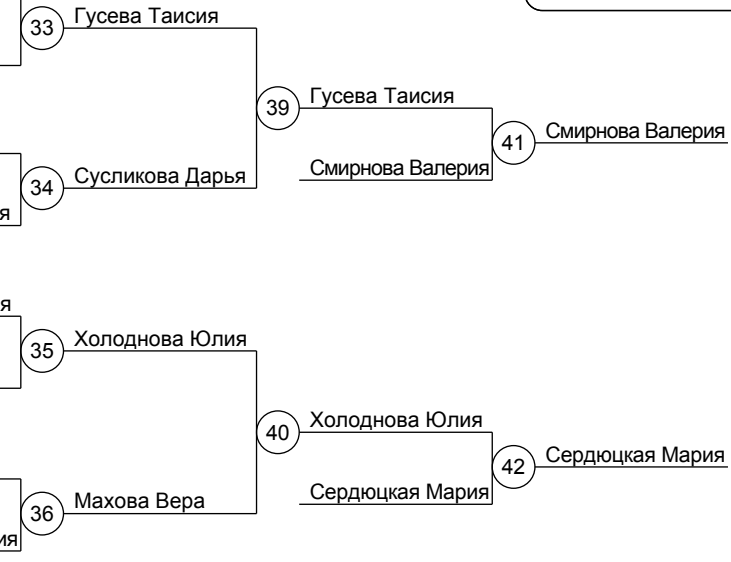 33 Гусева Таисия
39 Гусева Таисия
41 Смирнова Валерия
Смирнова Валерия
34 Сусликова Дарья
35 Холоднова Юлия
40 Холоднова Юлия
42 Сердюцкая Мария
Сердюцкая Мария
36 Махова Вера